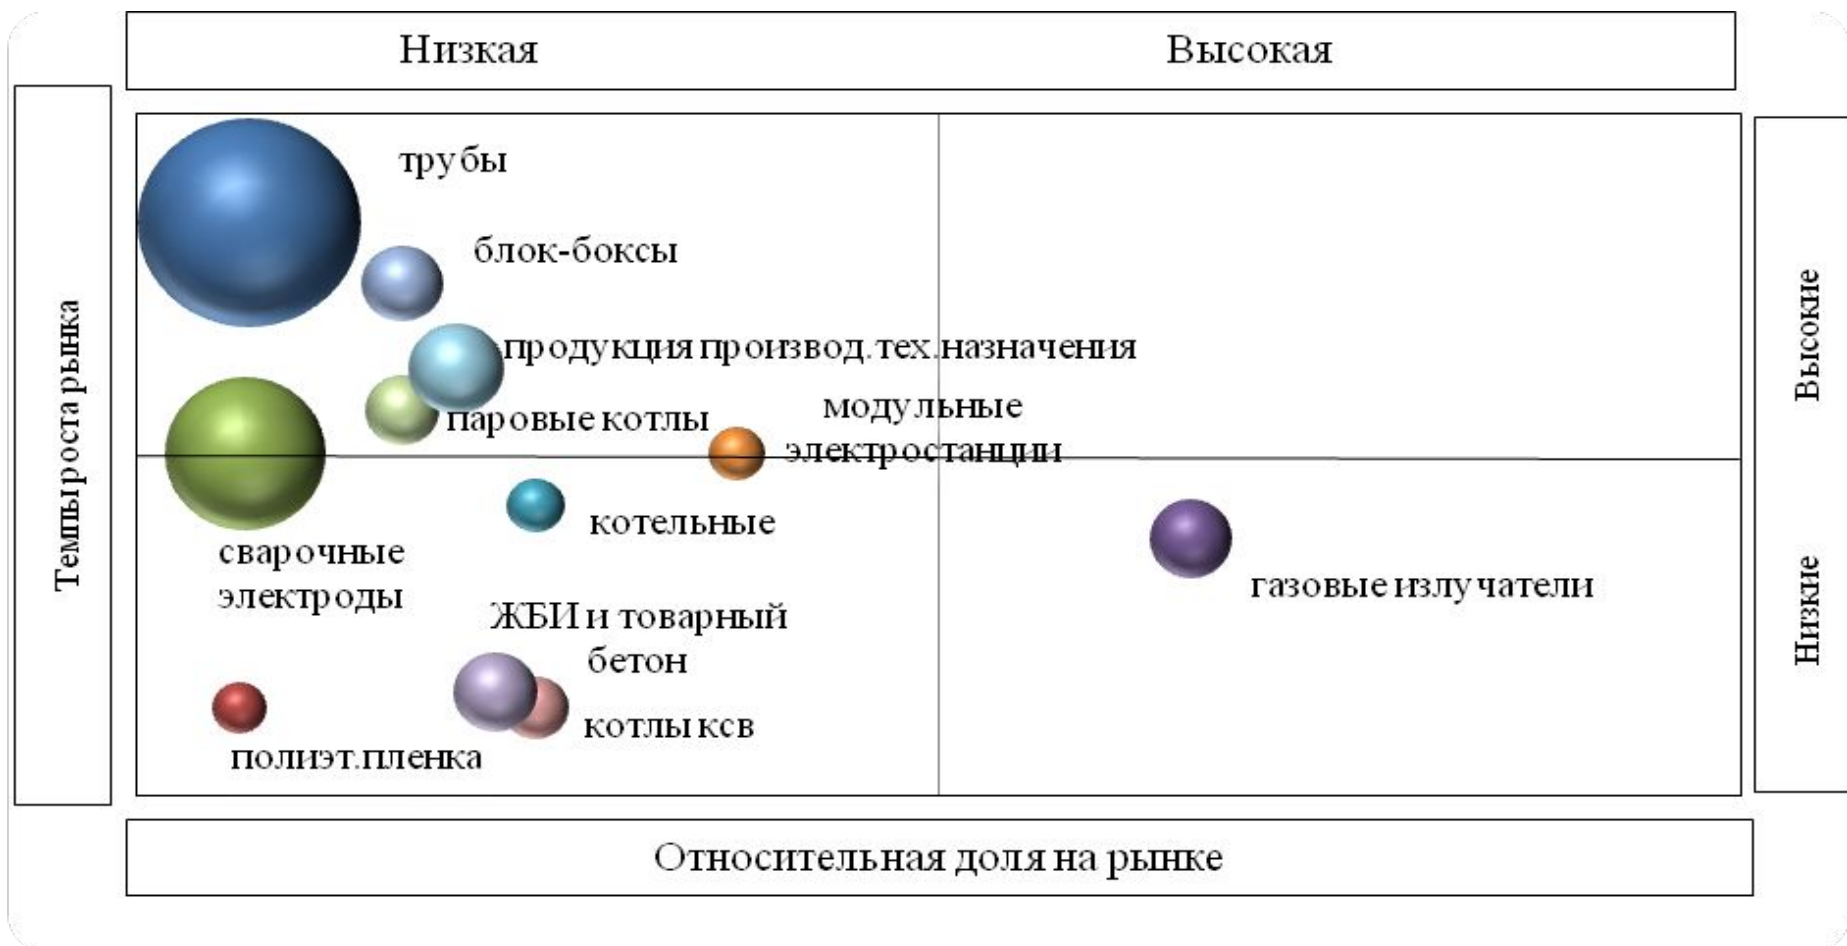 Низкая
Высокая
Темпы роста рынка
трубы
блок-боксы
продукция производ.тех.назначения
паровые котлы
модульные
электростанции
котельные
сварочные
электроды
газовые излучатели
ЖБИ и товарный
бетон
котлы ксв
полиэт.пленка
Высокие
Низкие
Относительная доля на рынке